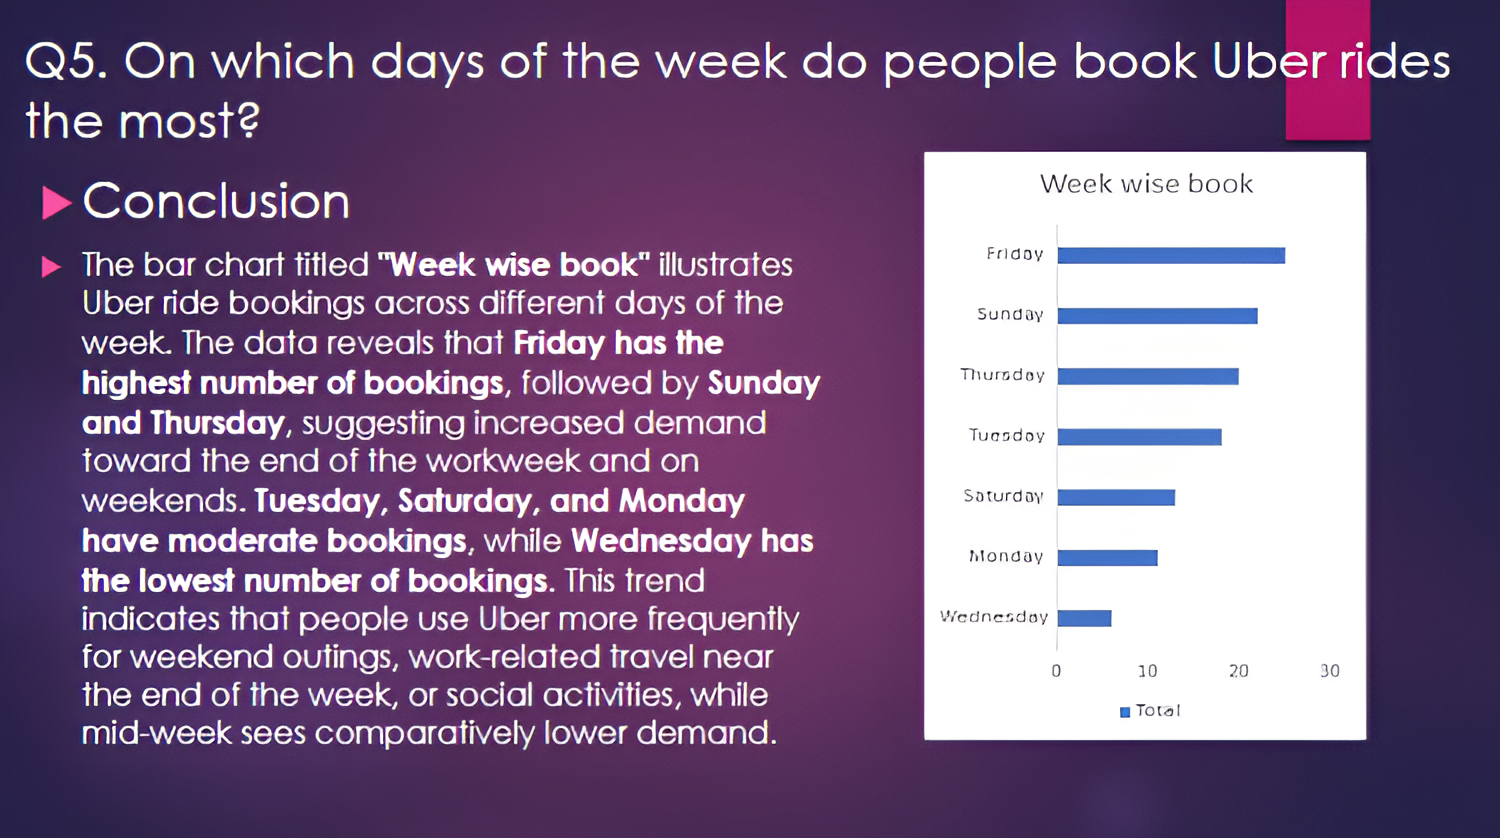 Q5. On which days of the week do people book Uber rides
the most?
Conclusion
The bar chart titled "Week wise book" illustrates
Uber ride bookings across different days of the
week. The data reveals that Friday has the
highest number of bookings, followed by Sunday
and Thursday, suggesting increased demand
toward the end of the workweek and on
weekends. Tuesday, Saturday, and Monday
have moderate bookings, while Wednesday has
the lowest number of bookings. This trend
indicates that people use Uber more frequently
for weekend outings, work-related travel near
the end of the week, or social activities, while
mid-week sees comparatively lower demand.
Week wise book
Friday
Sunday
Thursday
Tuesday
Saturday
Monday
Wednesday
0 10 20 30
Total